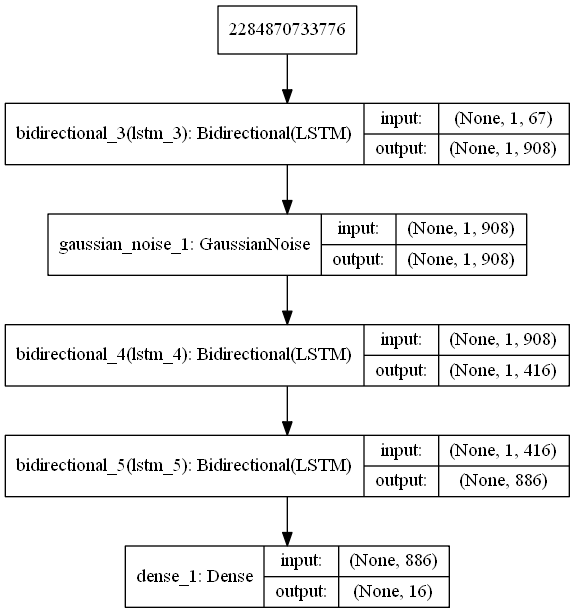 2284870733776
bidirectional_3(lstm_3): Bidirectional(LSTM)
input: (None, 1, 67)
output: (None, 1, 908)
gaussian_noise_1: GaussianNoise
input: (None, 1, 908)
output: (None, 1, 908)
bidirectional_4(lstm_4): Bidirectional(LSTM)
input: (None, 1, 908)
output: (None, 1, 416)
bidirectional_5(lstm_5): Bidirectional(LSTM)
input: (None, 1, 416)
output: (None, 886)
dense_1: Dense
input: (None, 886)
output: (None, 16)